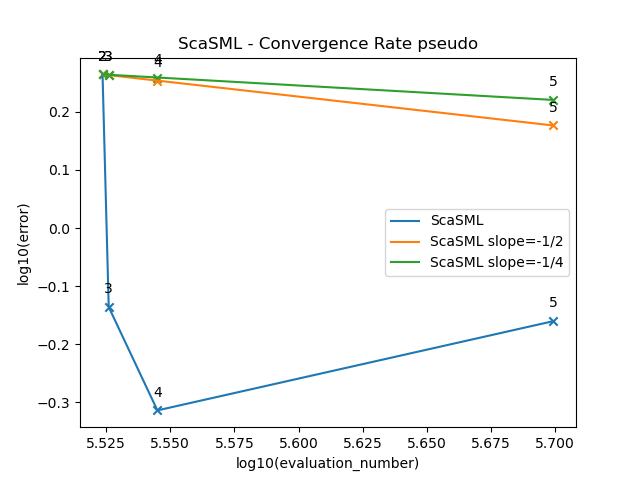 ScaSML - Convergence Rate pseudo
2 3
4
4
5
5
0.2
0.1
0.0
−0.1
−0.2
−0.3
log10(error)
ScaSML
ScaSML slope=-1/2
ScaSML slope=-1/4
3
4
5
5.525 5.550 5.575 5.600 5.625 5.650 5.675 5.700
log10(evaluation_number)